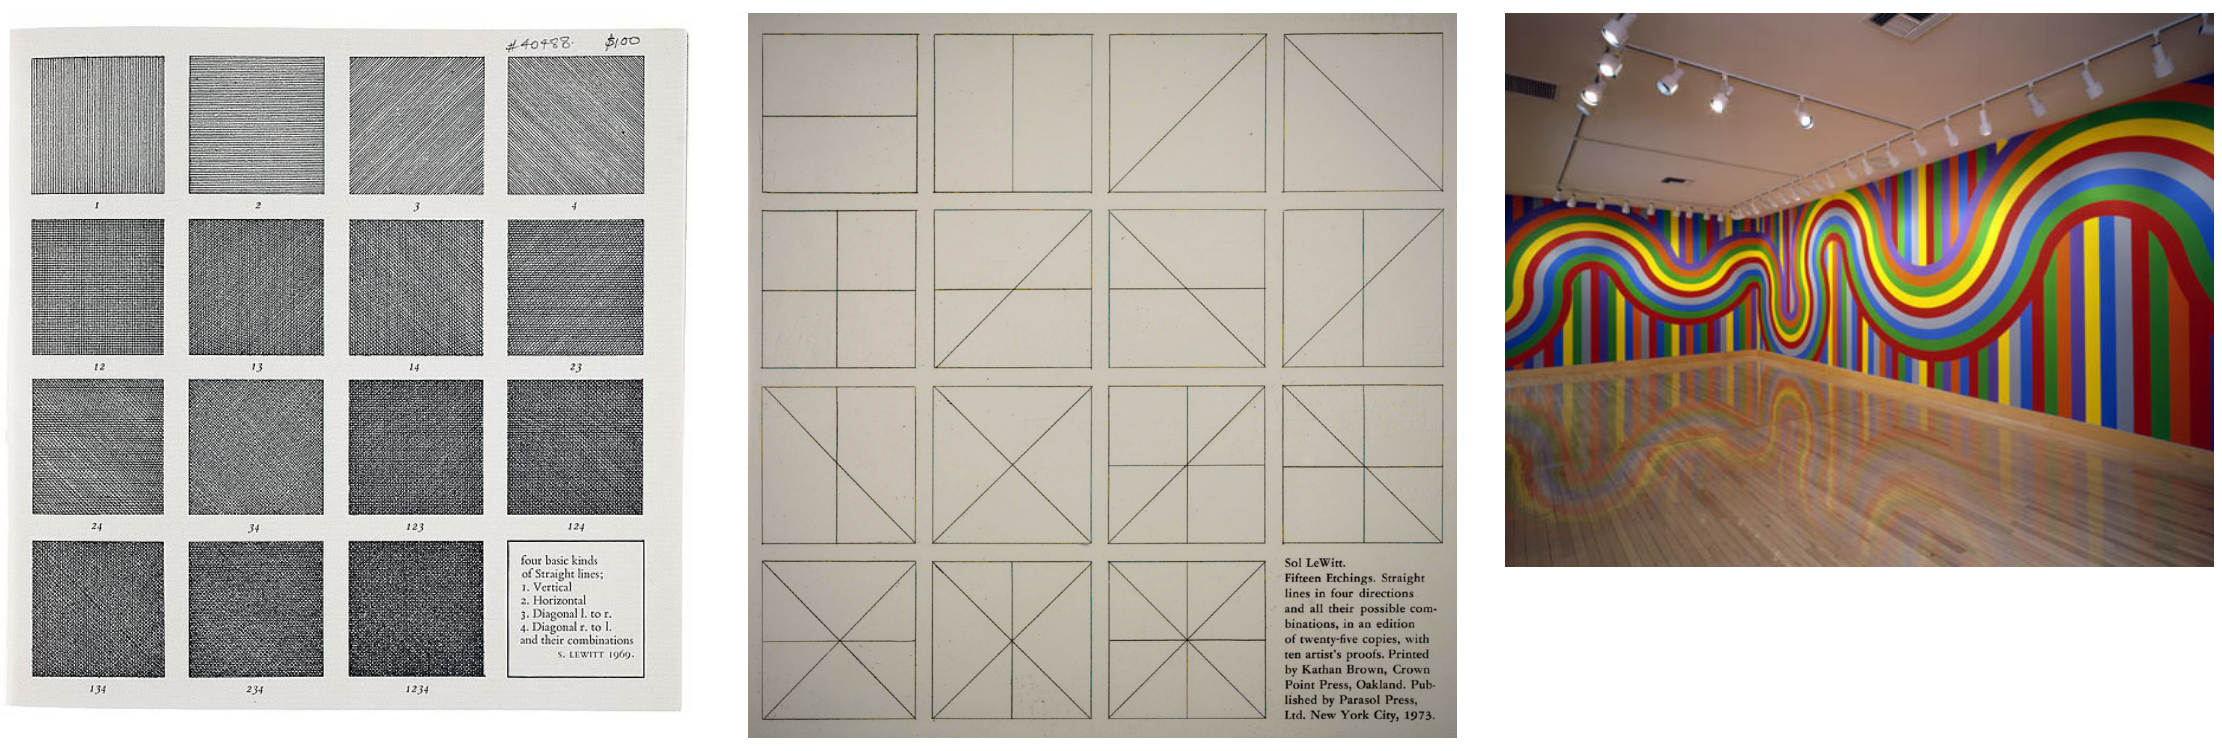 #40488. $100
1 2 3 4
12 13 14 23
24 34 123 124
four basic kinds
of Straight lines;
1. Vertical
2. Horizontal
3. Diagonal l. to r.
4. Diagonal r. to l.
and their combinations
S. LEWITT 1969.
134 234 1234
Sol LeWitt.
Fifteen Etchings. Straight
lines in four directions
and all their possible com-
binations, in an edition
of twenty-five copies, with
ten artist's proofs. Printed
by Kathan Brown, Crown
Point Press, Oakland. Pub-
lished by Parasol Press,
Ltd. New York City, 1973.